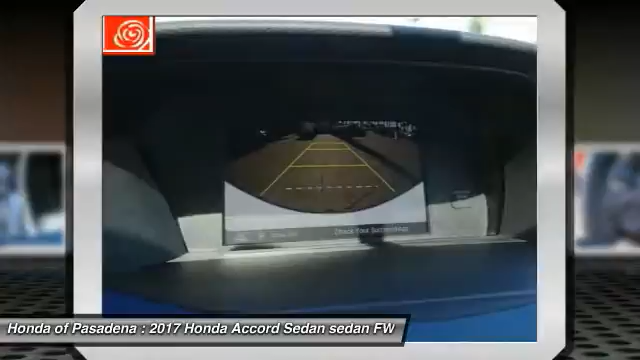 Check Your Surroundings
Honda of Pasadena : 2017 Honda Accord Sedan sedan FW